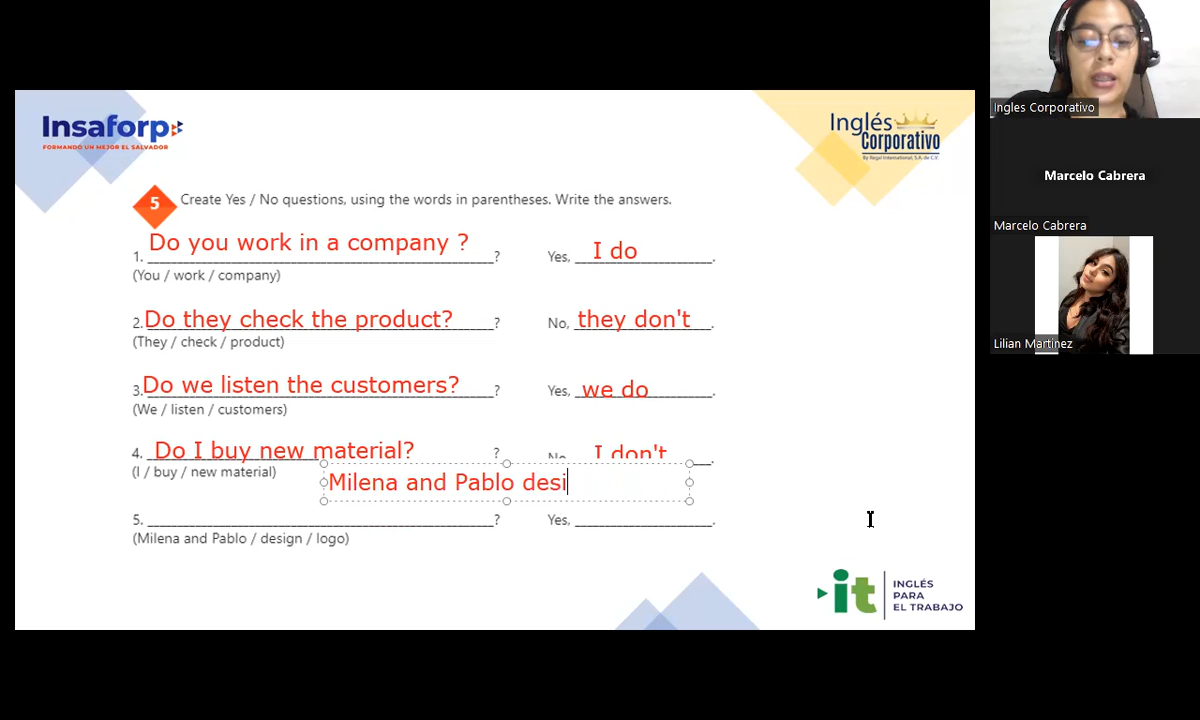 Insaforp
FORMANDO UN MEJOR EL SALVADOR
Inglés
Corporativo
By Regal International, S.A. de C.V.
5 Create Yes / No questions, using the words in parentheses. Write the answers.
1. Do you work in a company ? ? Yes, I do .
(You / work / company)
2. Do they check the product? ? No, they don't .
(They / check / product)
3. Do we listen the customers? ? Yes, we do .
(We / listen / customers)
4. Do I buy new material? ? No, I don't .
(I / buy / new material)
Milena and Pablo desi
5. ? Yes, .
(Milena and Pablo / design / logo)
it
INGLÉS
PARA
EL TRABAJO
Ingles Corporativo
Marcelo Cabrera
Marcelo Cabrera
Lilian Martinez